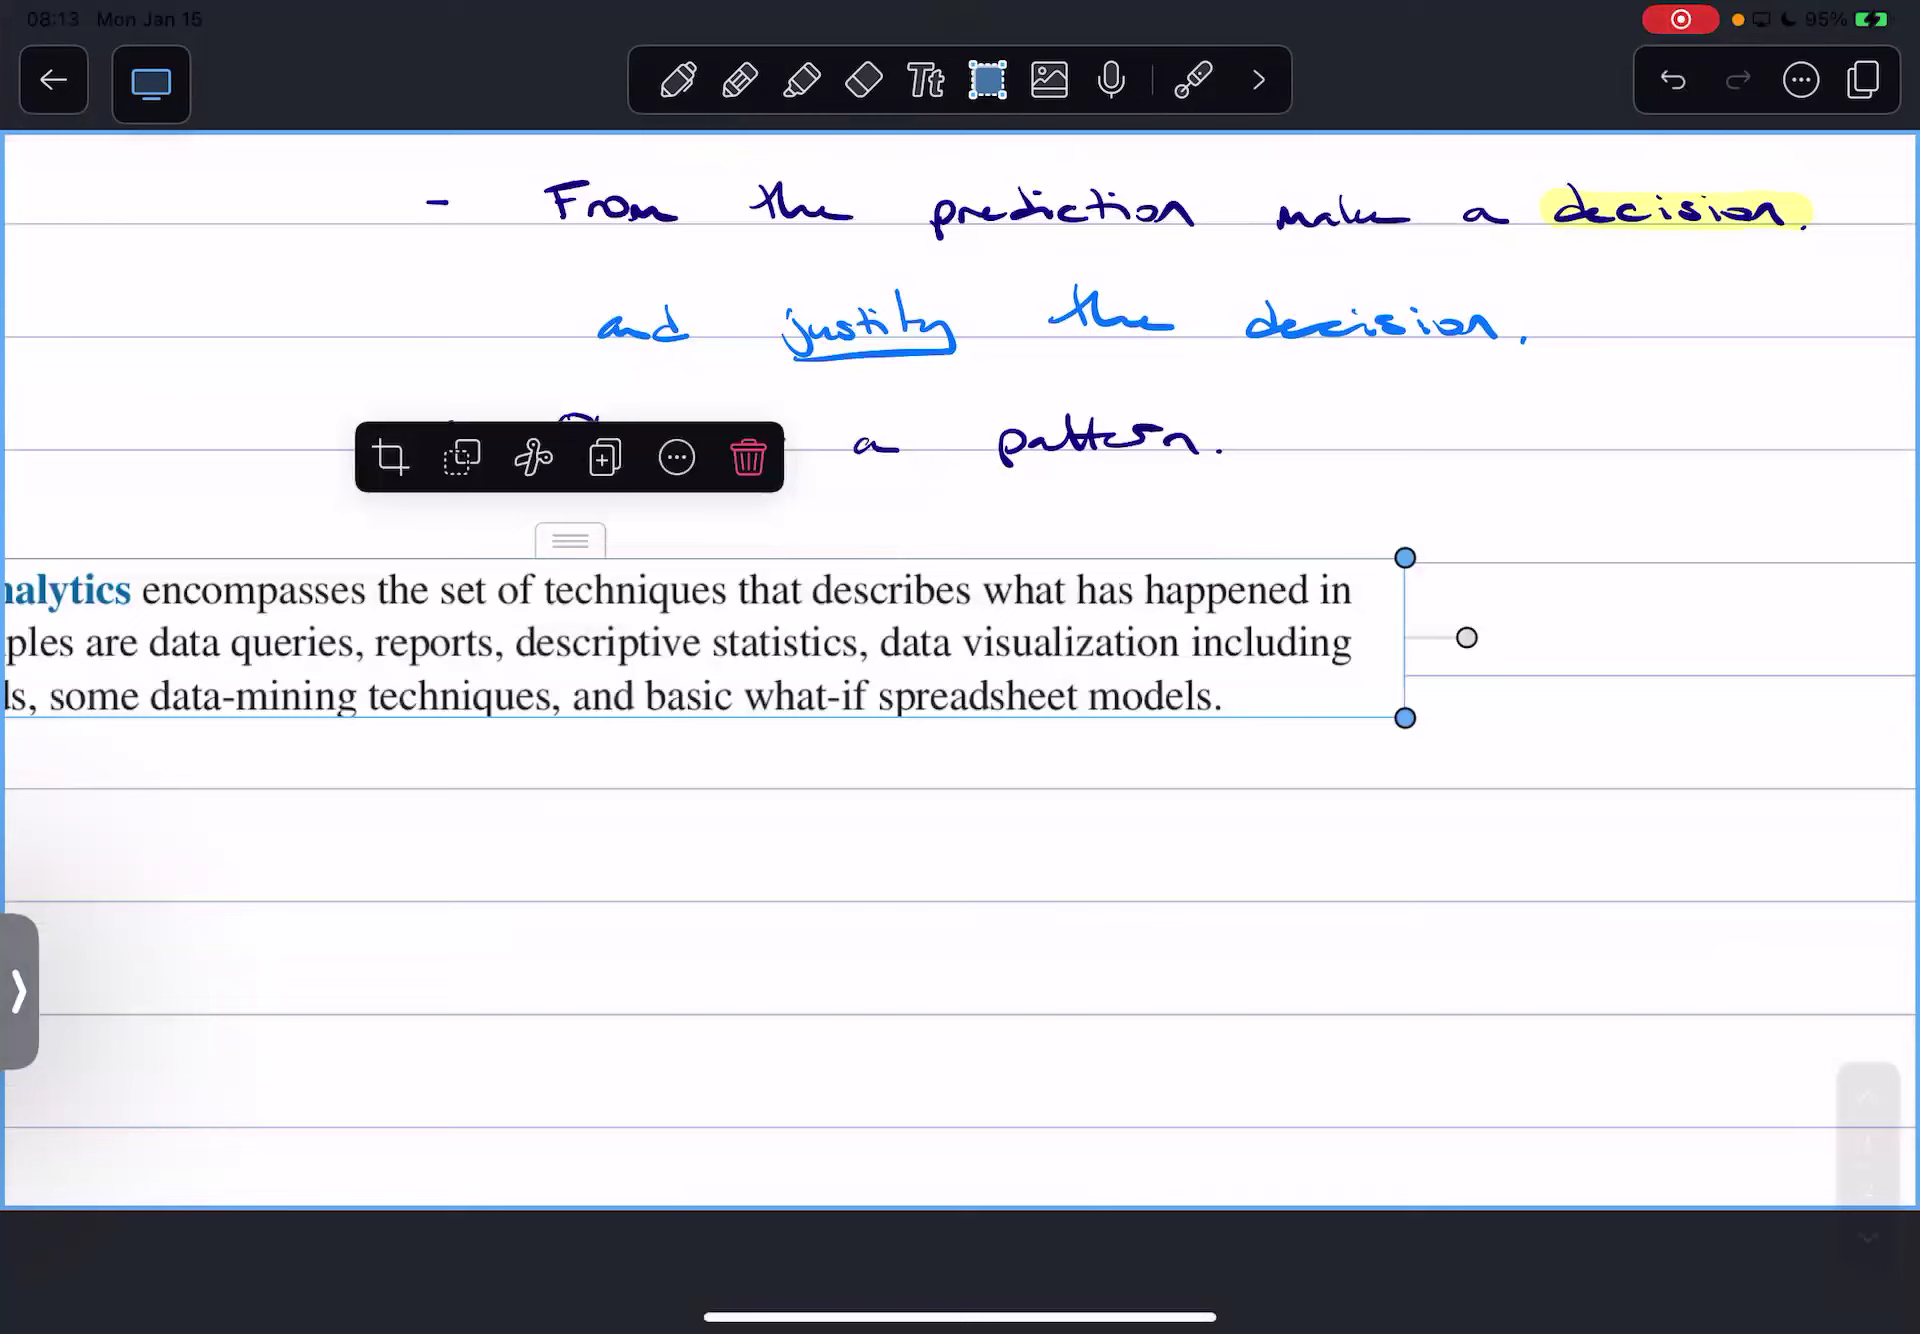 08:13 Mon Jan 15
95%
Tt
- From the prediction make a decision.
and justify the decision.
a pattern.
nalytics encompasses the set of techniques that describes what has happened in
ples are data queries, reports, descriptive statistics, data visualization including
ls, some data-mining techniques, and basic what-if spreadsheet models.